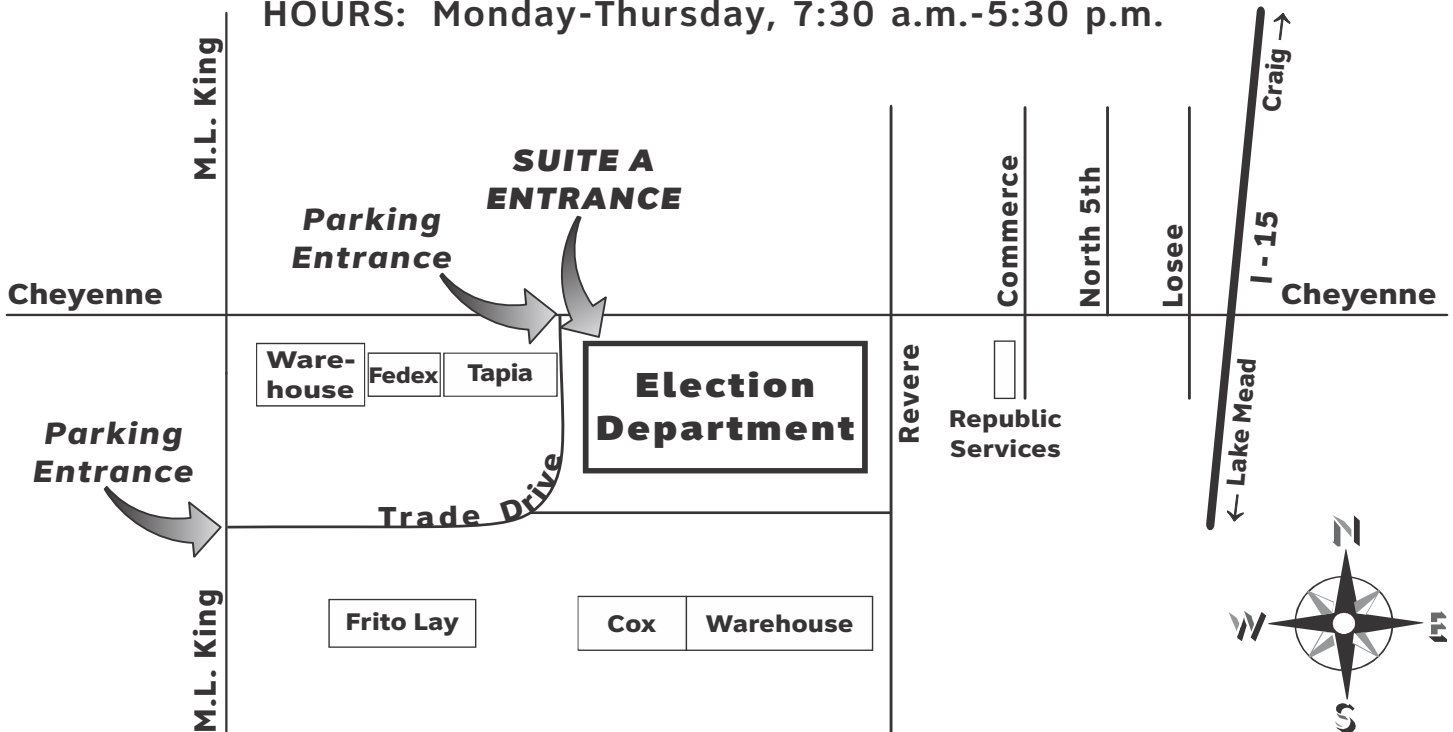 HOURS: Monday-Thursday, 7:30 a.m.-5:30 p.m.
M.L. King
Craig →
SUITE A
ENTRANCE
Parking
Entrance
Commerce
North 5th
Losee
I - 15
Cheyenne
Cheyenne
Ware-
house
Fedex
Tapia
Election
Department
Revere
Republic
Services
← Lake Mead
Parking
Entrance
Trade Drive
N
W
E
S
M.L. King
Frito Lay
Cox
Warehouse